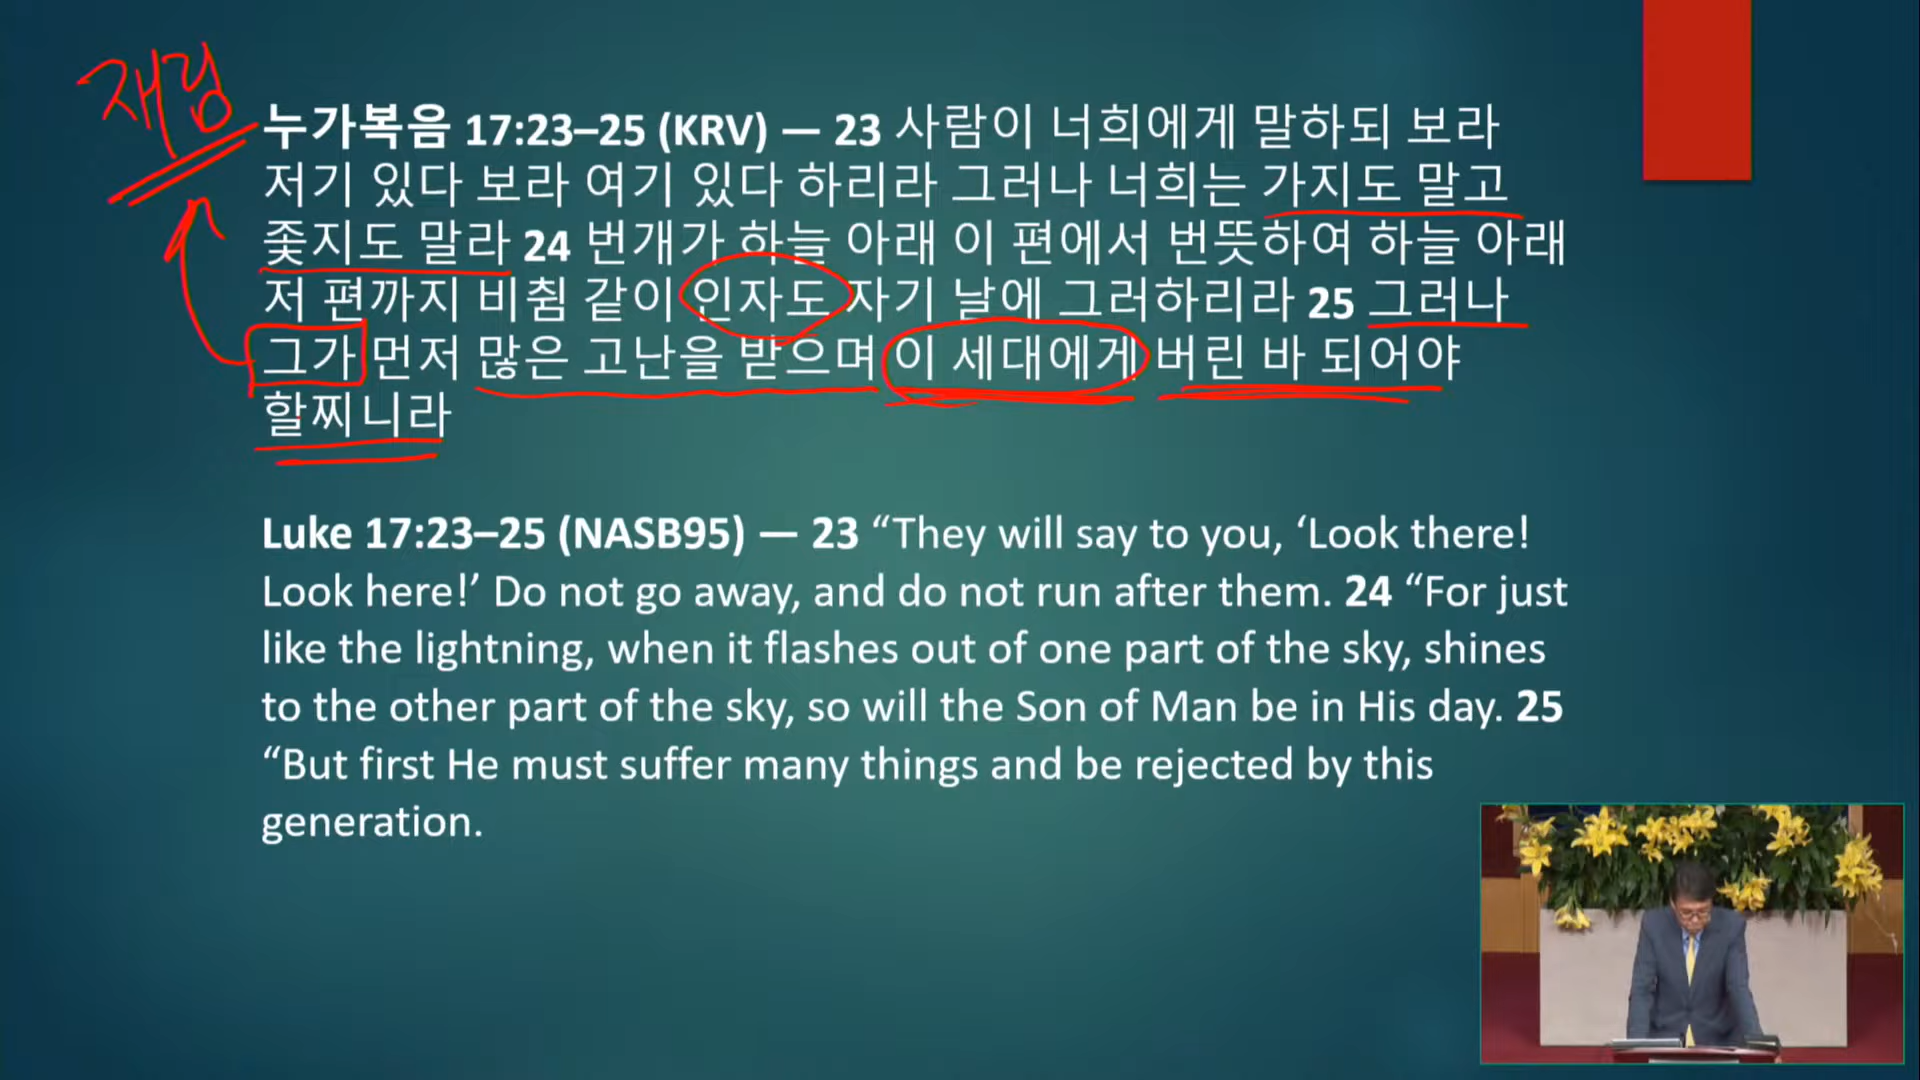 재림
누가복음 17:23–25 (KRV) — 23 사람이 너희에게 말하되 보라
저기 있다 보라 여기 있다 하리라 그러나 너희는 가지도 말고
좇지도 말라 24 번개가 하늘 아래 이 편에서 번뜻하여 하늘 아래
저 편까지 비췸 같이 인자도 자기 날에 그러하리라 25 그러나
그가 먼저 많은 고난을 받으며 이 세대에게 버린 바 되어야
할찌니라
Luke 17:23–25 (NASB95) — 23 “They will say to you, ‘Look there!
Look here!’ Do not go away, and do not run after them. 24 “For just
like the lightning, when it flashes out of one part of the sky, shines
to the other part of the sky, so will the Son of Man be in His day. 25
“But first He must suffer many things and be rejected by this
generation.